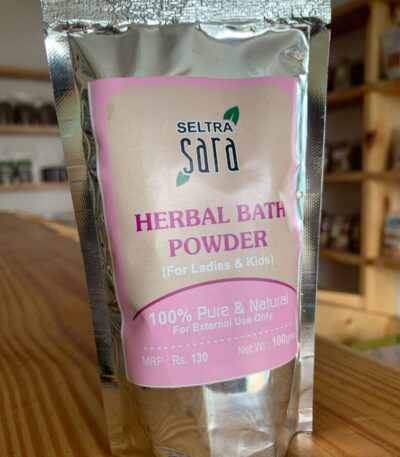 SELTRA
sara
HERBAL BATH
POWDER
(For Ladies & Kids)
100% Pure & Natural
For External Use Only
MRP : Rs. 130 Net.Wt : 100gms